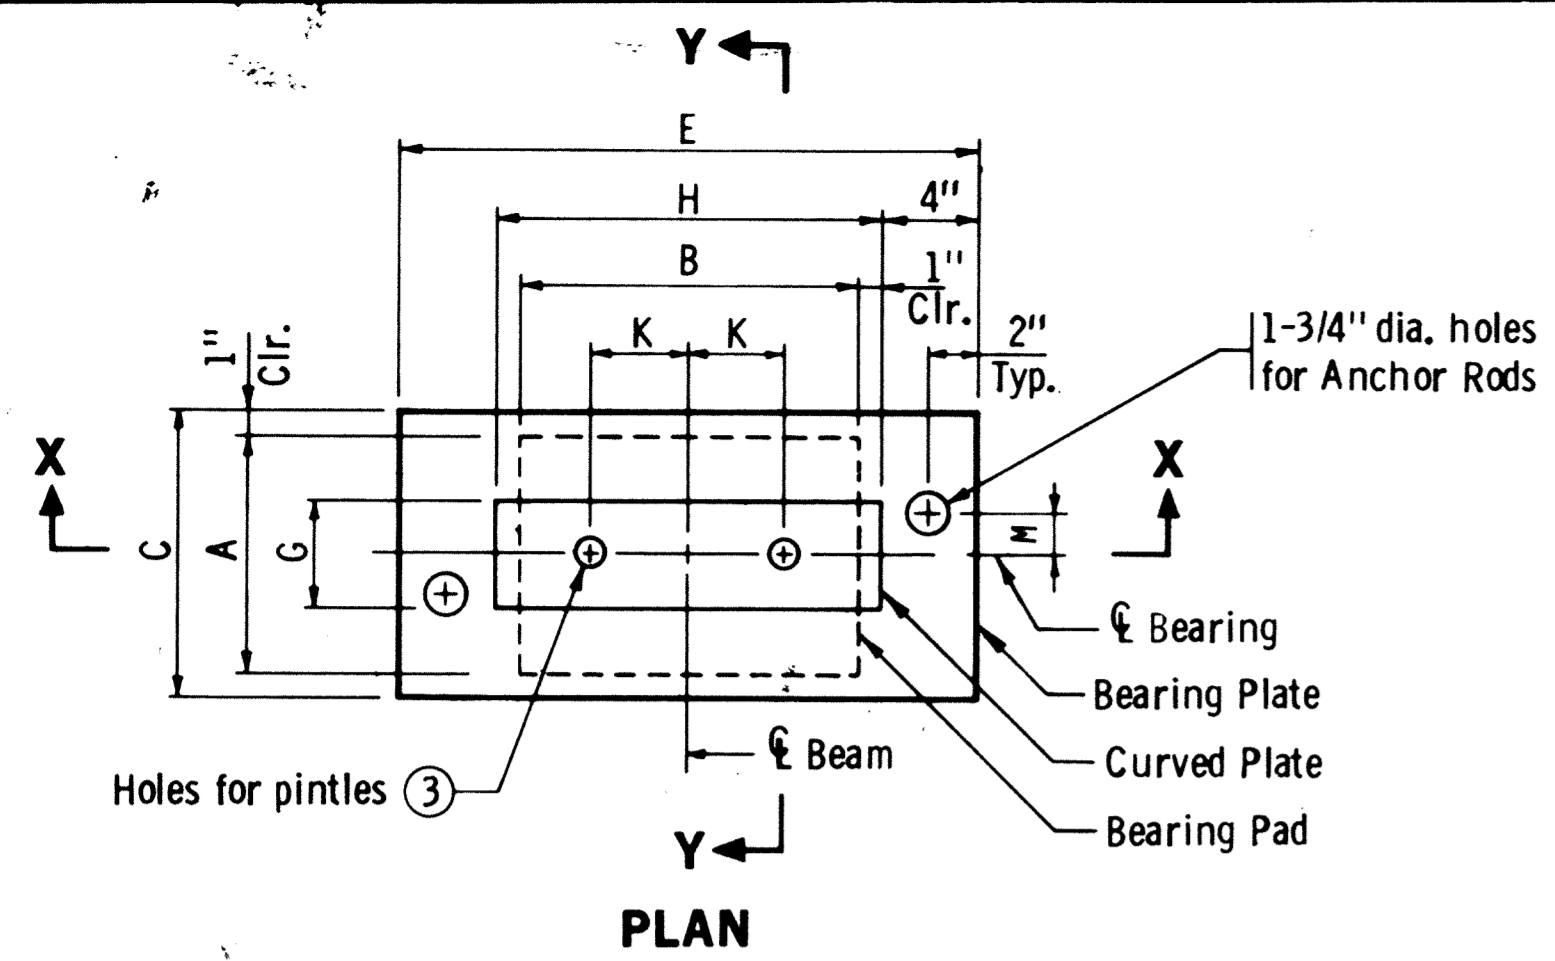 Y
E
H
4"
B
1"
Clr.
K
K
2"
Typ.
1-3/4" dia. holes
for Anchor Rods
1"
Clr.
X
X
C
A
G
M
℄ Bearing
Bearing Plate
℄ Beam
Curved Plate
Holes for pintles 3
Bearing Pad
Y
PLAN